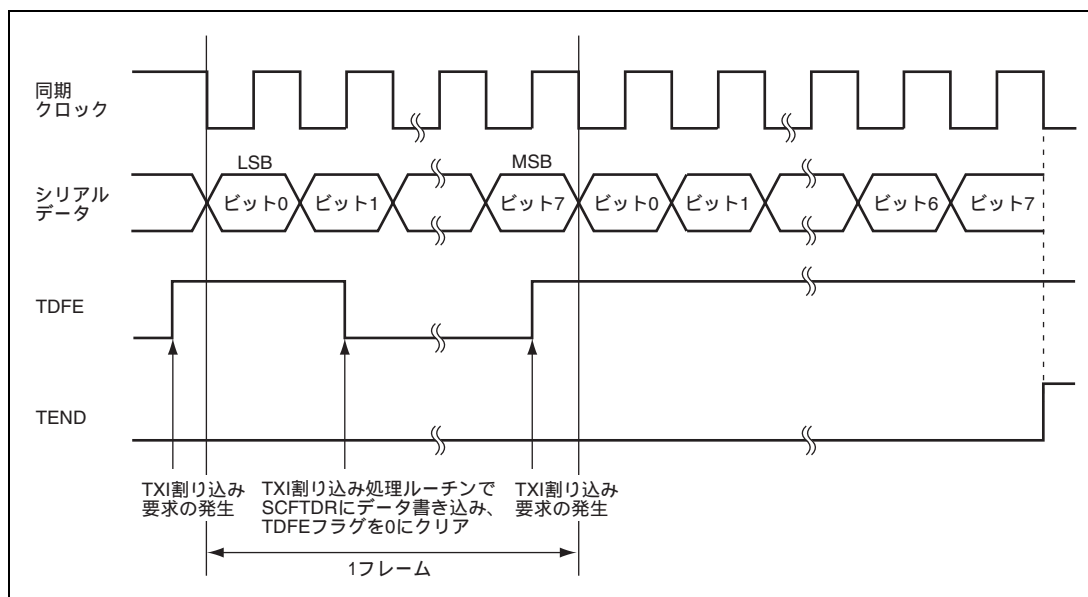 同期
クロック
LSB
MSB
シリアル
データ
ビット0
ビット1
ビット7
ビット0
ビット1
ビット6
ビット7
TDFE
TEND
TXI割り込み
要求の発生
TXI割り込み処理ルーチンで
SCFTDRにデータ書き込み、
TDFEフラグを0にクリア
TXI割り込み
要求の発生
1フレーム